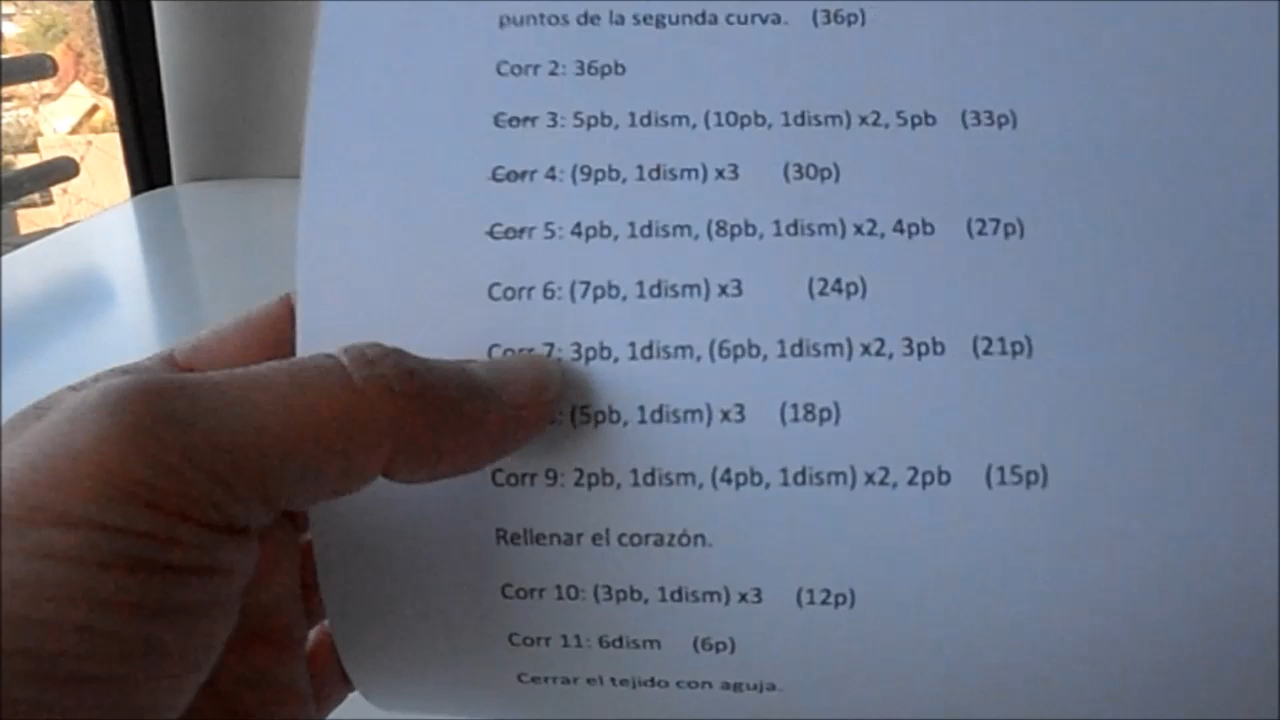 puntos de la segunda curva. (36p)
Corr 2: 36pb
Corr 3: 5pb, 1dism, (10pb, 1dism) x2, 5pb (33p)
Corr 4: (9pb, 1dism) x3 (30p)
Corr 5: 4pb, 1dism, (8pb, 1dism) x2, 4pb (27p)
Corr 6: (7pb, 1dism) x3 (24p)
Corr 7: 3pb, 1dism, (6pb, 1dism) x2, 3pb (21p)
(5pb, 1dism) x3 (18p)
Corr 9: 2pb, 1dism, (4pb, 1dism) x2, 2pb (15p)
Rellenar el corazón.
Corr 10: (3pb, 1dism) x3 (12p)
Corr 11: 6dism (6p)
Cerrar el tejido con aguja.